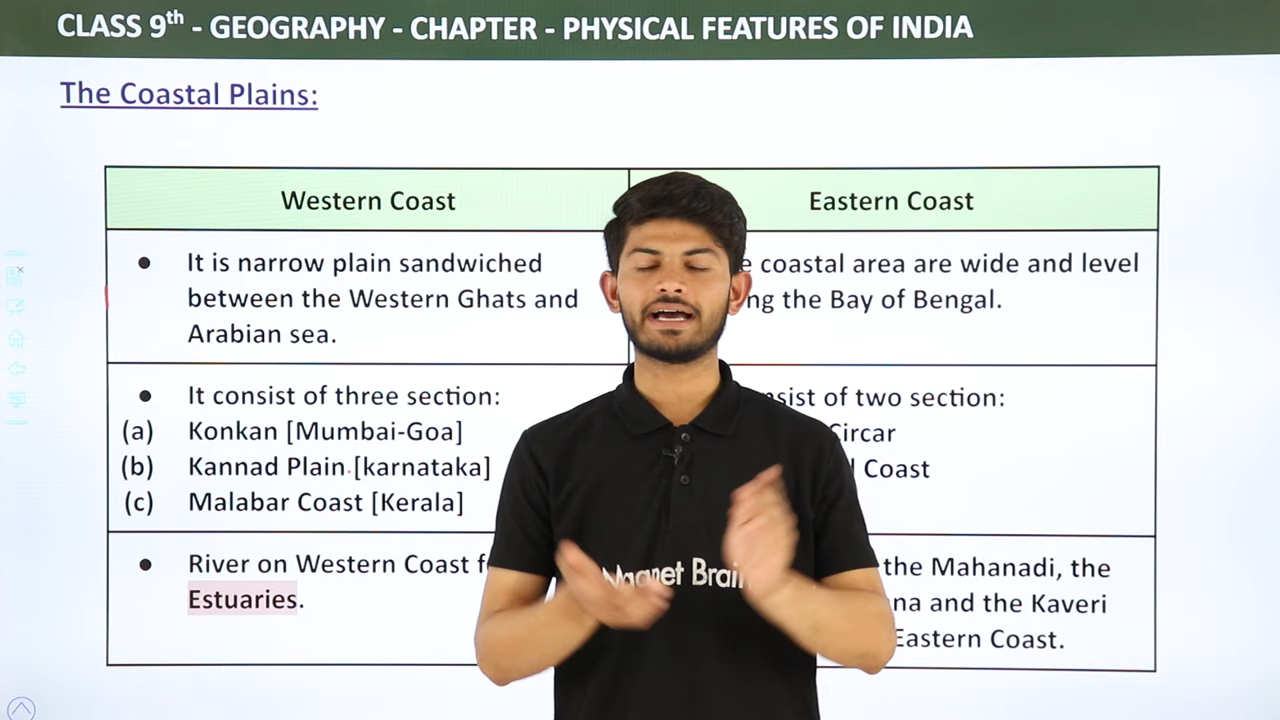 CLASS 9th - GEOGRAPHY - CHAPTER - PHYSICAL FEATURES OF INDIA
The Coastal Plains:
Western Coast
Eastern Coast
It is narrow plain sandwiched
between the Western Ghats and
Arabian sea.
coastal area are wide and level
the Bay of Bengal.
It consist of three section:
(a) Konkan [Mumbai-Goa]
(b) Kannad Plain [karnataka]
(c) Malabar Coast [Kerala]
of two section:
Circar
Coast
River on Western Coast
Estuaries.
the Mahanadi, the
and the Kaveri
Eastern Coast.
Magnet Brain